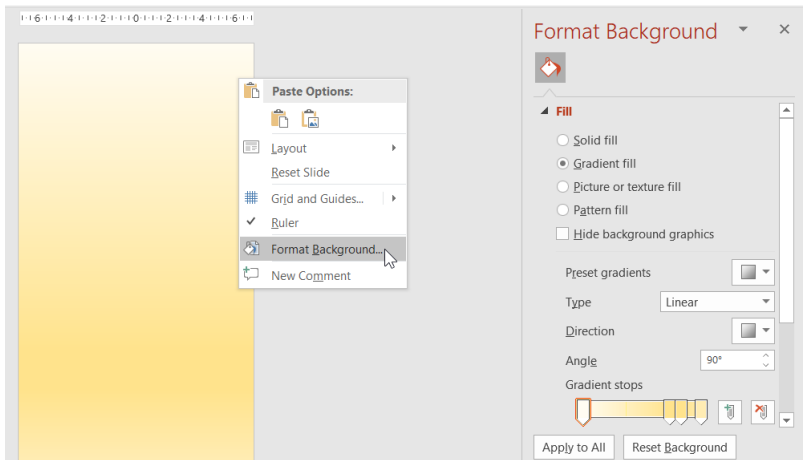 6 4 2 0 2 4 6
Paste Options:
Layout
Reset Slide
Grid and Guides...
Ruler
Format Background...
New Comment
Format Background
Fill
Solid fill
Gradient fill
Picture or texture fill
Pattern fill
Hide background graphics
Preset gradients
Type Linear
Direction
Angle 90°
Gradient stops
Apply to All Reset Background